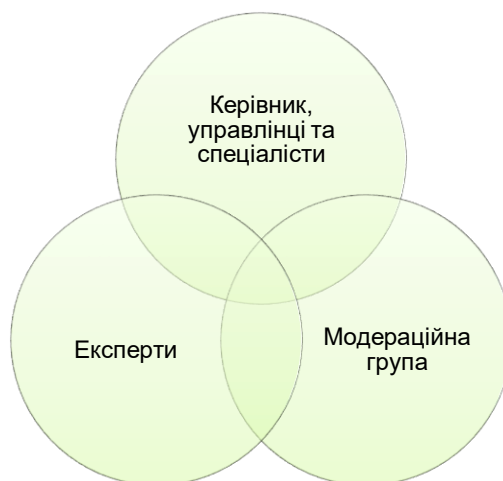 Керівник,
управлінці та
спеціалісти
Експерти
Модераційна
група